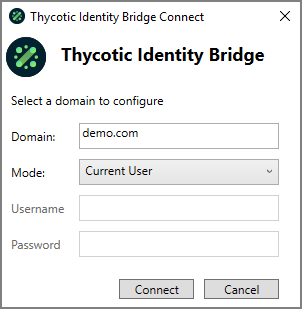 Thycotic Identity Bridge Connect
Thycotic Identity Bridge
Select a domain to configure
Domain: demo.com
Mode: Current User
Username
Password
Connect Cancel